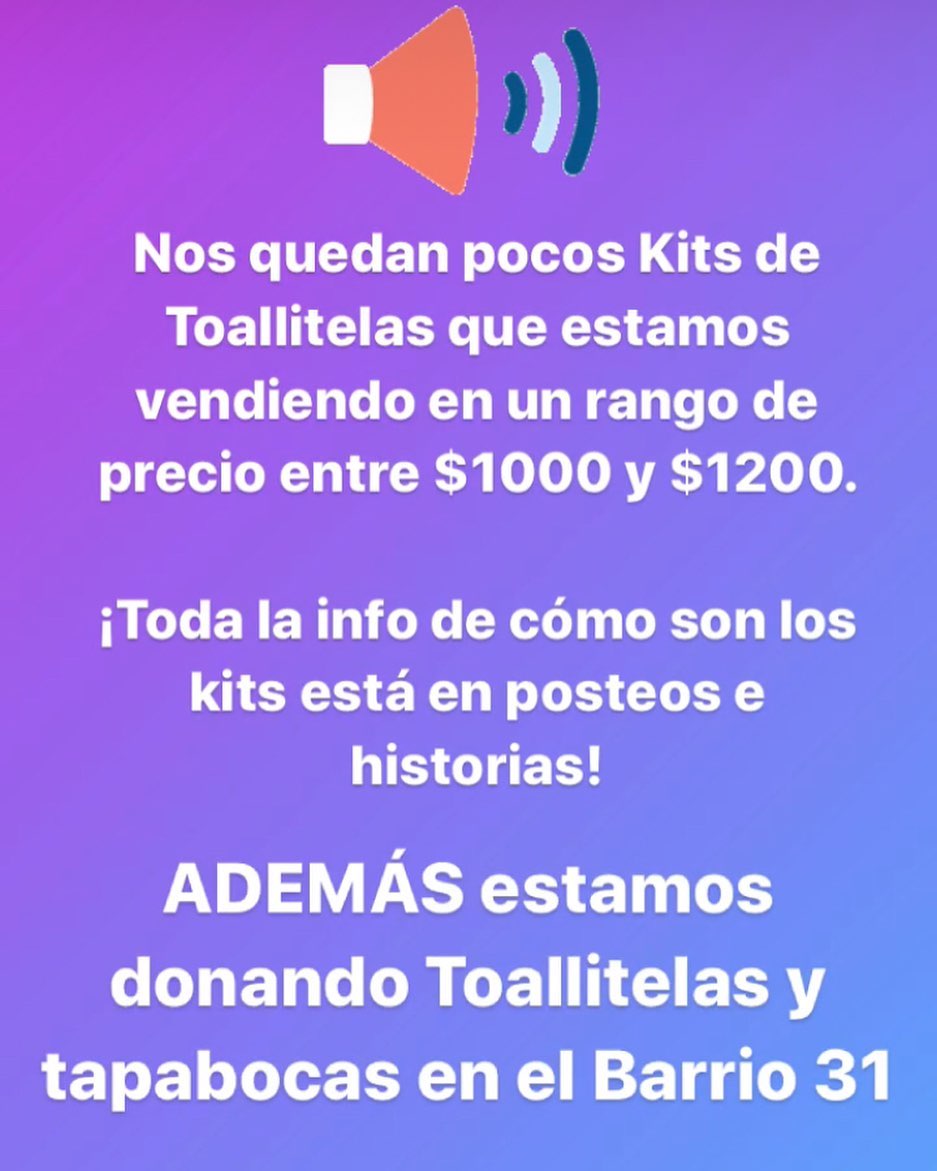 Nos quedan pocos Kits de
Toallitelas que estamos
vendiendo en un rango de
precio entre $1000 y $1200.
¡Toda la info de cómo son los
kits está en posteos e
historias!
ADEMÁS estamos
donando Toallitelas y
tapabocas en el Barrio 31